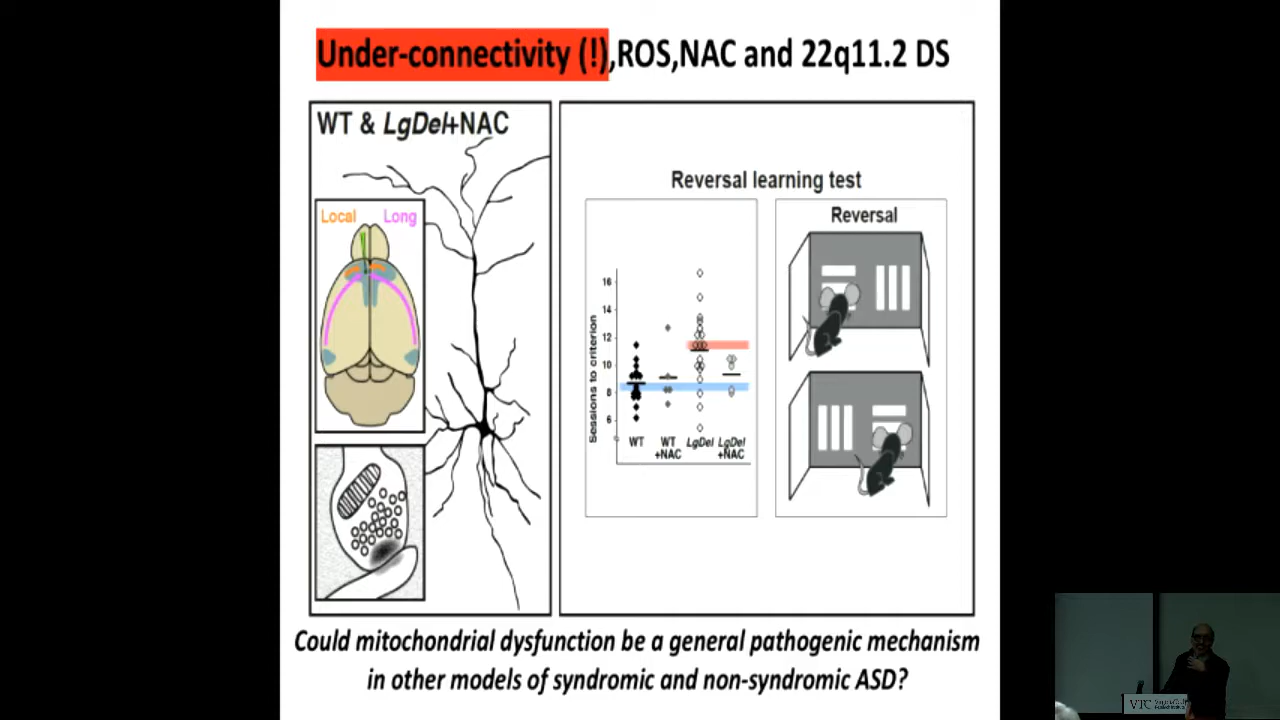 Under-connectivity (!),ROS,NAC and 22q11.2 DS
WT & LgDel+NAC
Local Long
Reversal learning test
Reversal
Sessions to criterion
16
14
12
10
8
6
WT WT +NAC LgDel LgDel +NAC
Could mitochondrial dysfunction be a general pathogenic mechanism
in other models of syndromic and non-syndromic ASD?
VTC